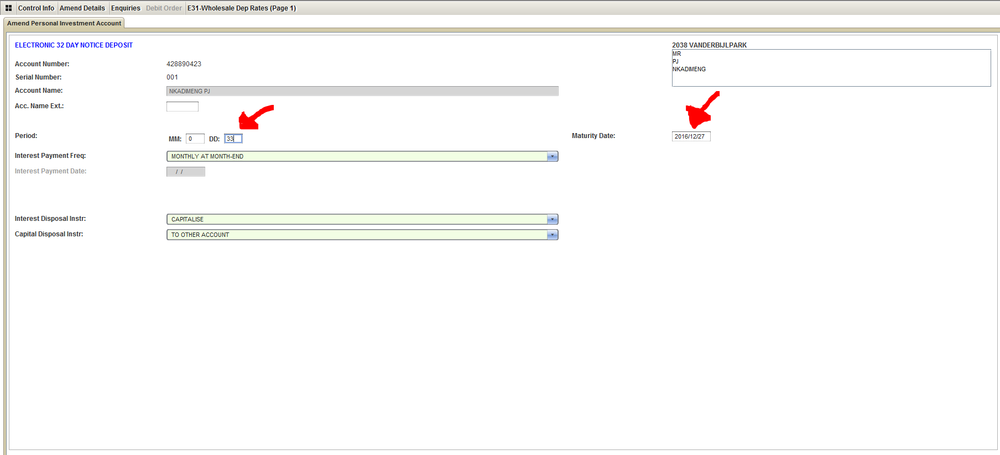 Control Info Amend Details Enquiries Debit Order E31-Wholesale Dep Rates (Page 1)
Amend Personal Investment Account
ELECTRONIC 32 DAY NOTICE DEPOSIT
2038 VANDERBIJLPARK
MR
PJ
NKADIMENG
Account Number: 428890423
Serial Number: 001
Account Name: NKADIMENG PJ
Acc. Name Ext.:
Period: MM: 0 DD: 33 Maturity Date: 2016/12/27
Interest Payment Freq: MONTHLY AT MONTH-END
Interest Payment Date: / /
Interest Disposal Instr: CAPITALISE
Capital Disposal Instr: TO OTHER ACCOUNT